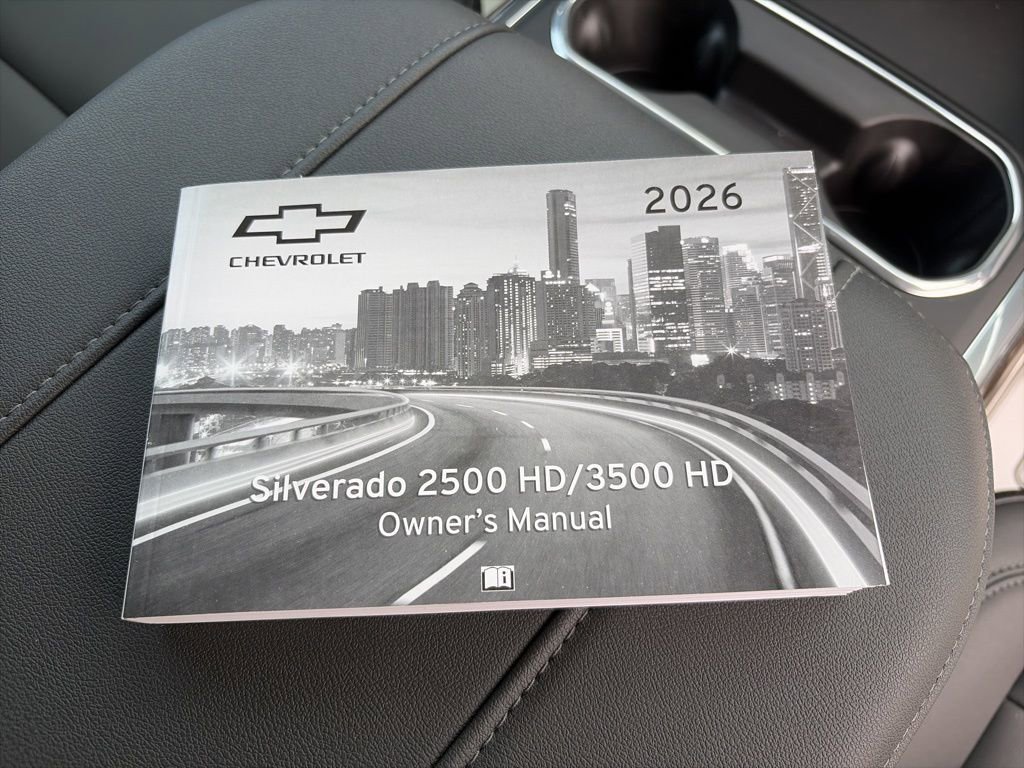 2026
CHEVROLET
Silverado 2500 HD/3500 HD
Owner's Manual
i